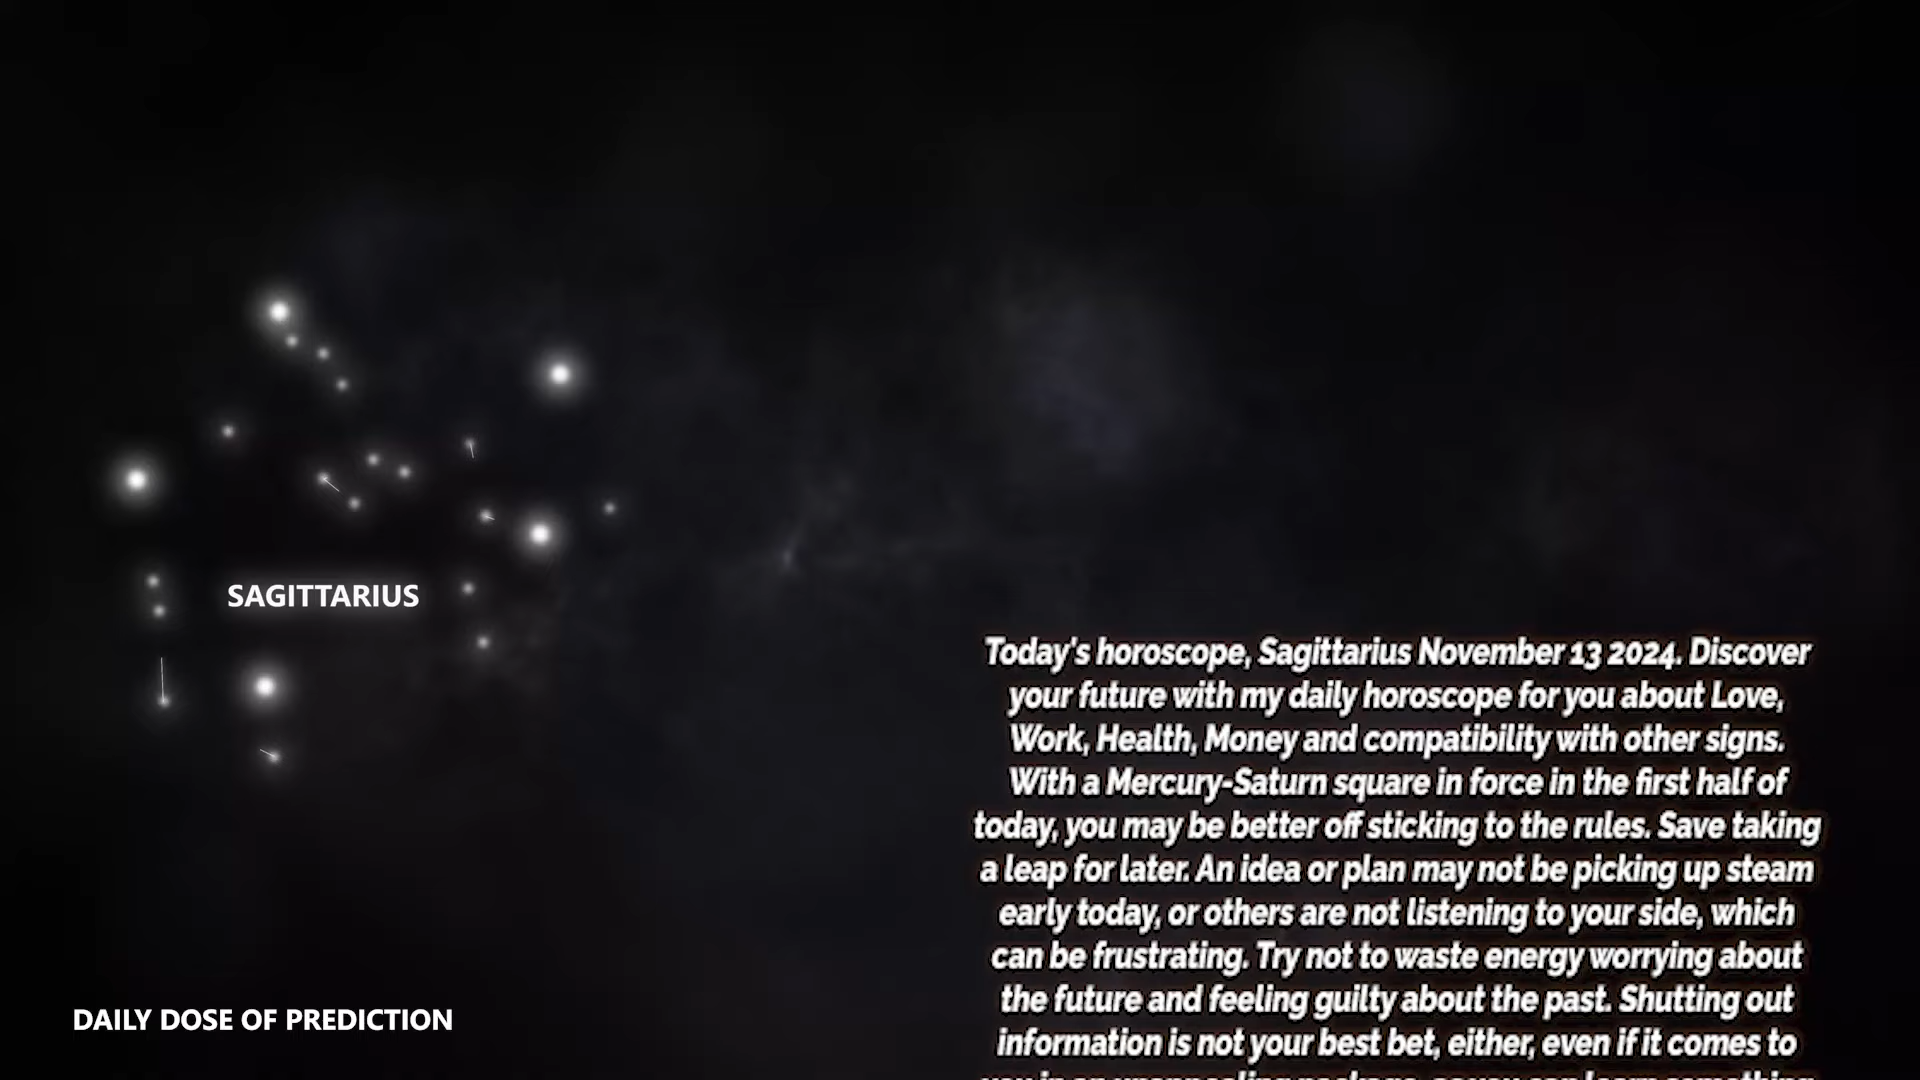 SAGITTARIUS
Today's horoscope, Sagittarius November 13 2024. Discover
your future with my daily horoscope for you about Love,
Work, Health, Money and compatibility with other signs.
With a Mercury-Saturn square in force in the first half of
today, you may be better off sticking to the rules. Save taking
a leap for later. An idea or plan may not be picking up steam
early today, or others are not listening to your side, which
can be frustrating. Try not to waste energy worrying about
the future and feeling guilty about the past. Shutting out
information is not your best bet, either, even if it comes to
DAILY DOSE OF PREDICTION